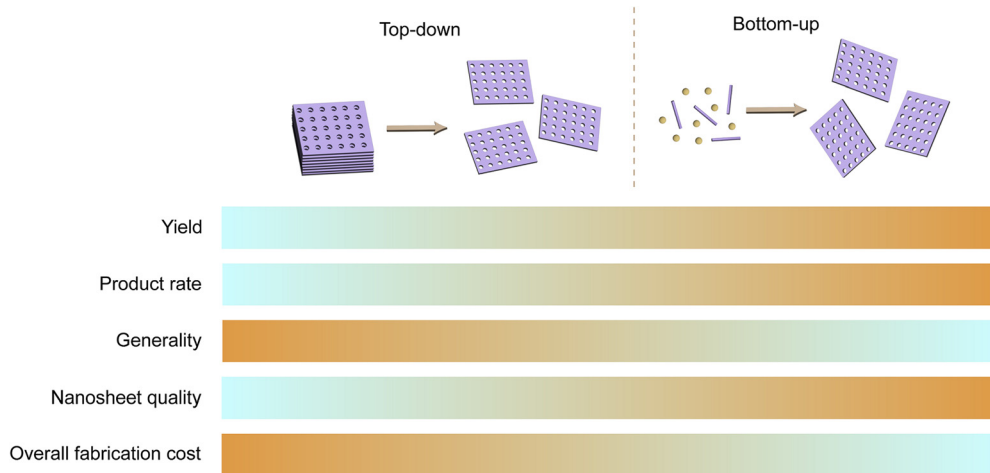 Top-down
Bottom-up
Yield
Product rate
Generality
Nanosheet quality
Overall fabrication cost